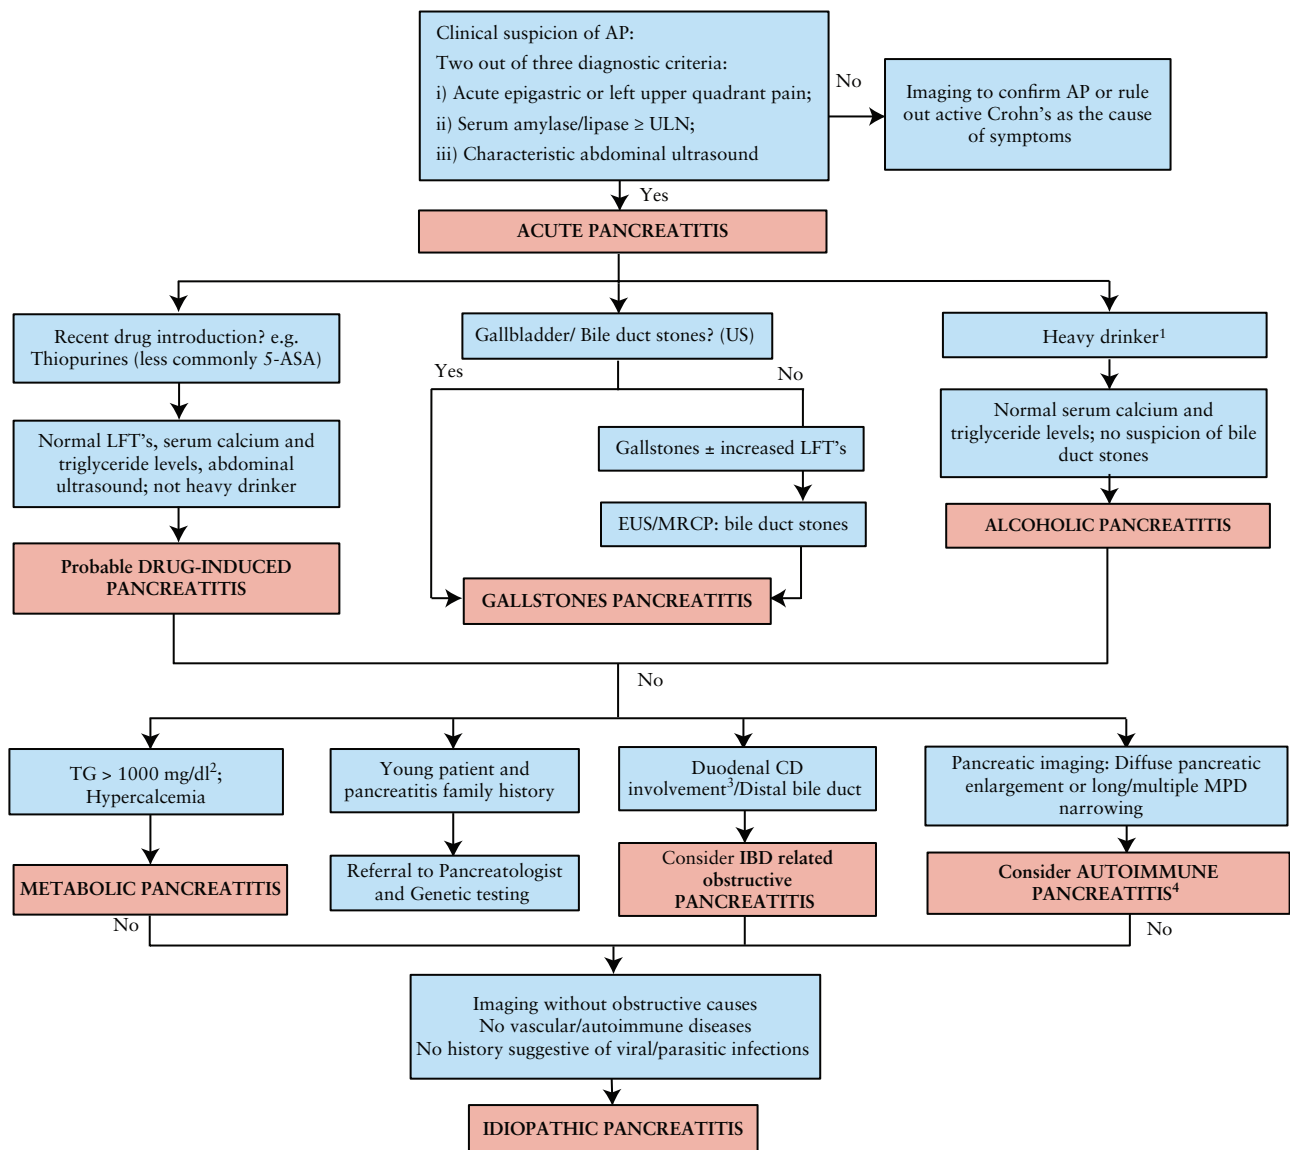 Clinical suspicion of AP:
Two out of three diagnostic criteria:
i) Acute epigastric or left upper quadrant pain;
ii) Serum amylase/lipase ≥ ULN;
iii) Characteristic abdominal ultrasound
No
Imaging to confirm AP or rule
out active Crohn’s as the cause
of symptoms
Yes
ACUTE PANCREATITIS
Recent drug introduction? e.g.
Thiopurines (less commonly 5-ASA)
Gallbladder/ Bile duct stones? (US)
Heavy drinker¹
Yes
No
Normal LFT’s, serum calcium and
triglyceride levels, abdominal
ultrasound; not heavy drinker
Gallstones ± increased LFT’s
Normal serum calcium and
triglyceride levels; no suspicion of bile
duct stones
EUS/MRCP: bile duct stones
ALCOHOLIC PANCREATITIS
Probable DRUG-INDUCED
PANCREATITIS
GALLSTONES PANCREATITIS
No
TG > 1000 mg/dl²;
Hypercalcemia
Young patient and
pancreatitis family history
Duodenal CD
involvement³/Distal bile duct
Pancreatic imaging: Diffuse pancreatic
enlargement or long/multiple MPD
narrowing
METABOLIC PANCREATITIS
Referral to Pancreatologist
and Genetic testing
Consider IBD related
obstructive
PANCREATITIS
Consider AUTOIMMUNE
PANCREATITIS⁴
No
No
Imaging without obstructive causes
No vascular/autoimmune diseases
No history suggestive of viral/parasitic infections
IDIOPATHIC PANCREATITIS